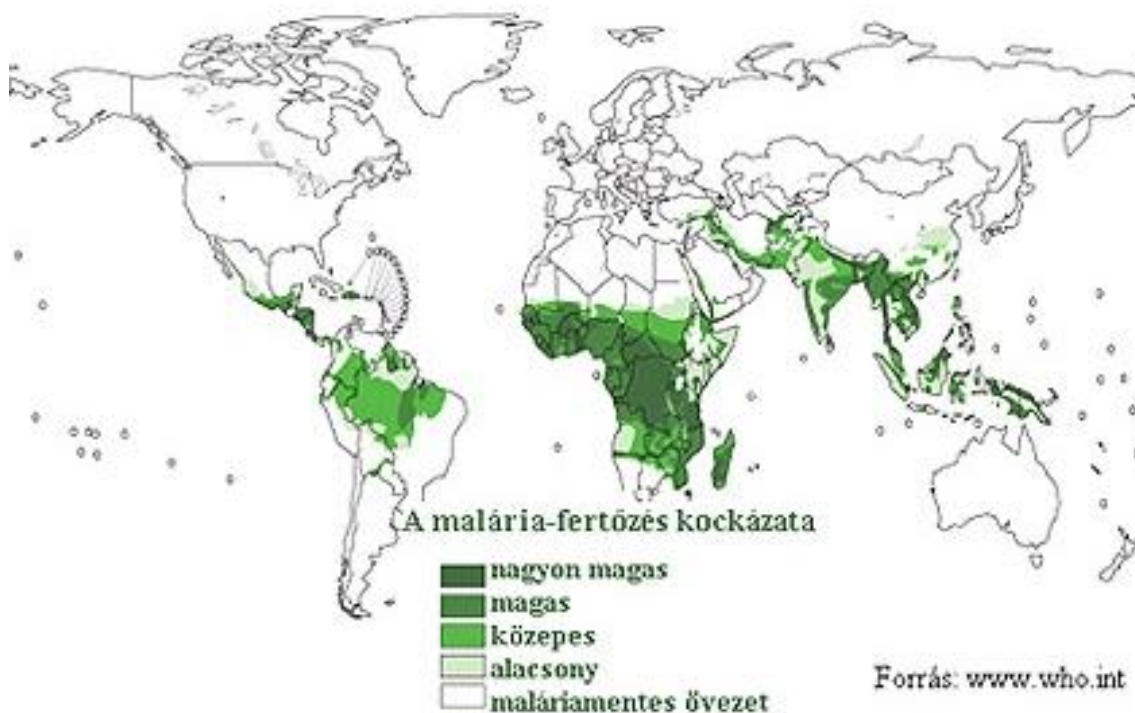 A malária-fertőzés kockázata
nagyon magas
magas
közepes
alacsony
maláriamentes övezet
Forrás: www.who.int